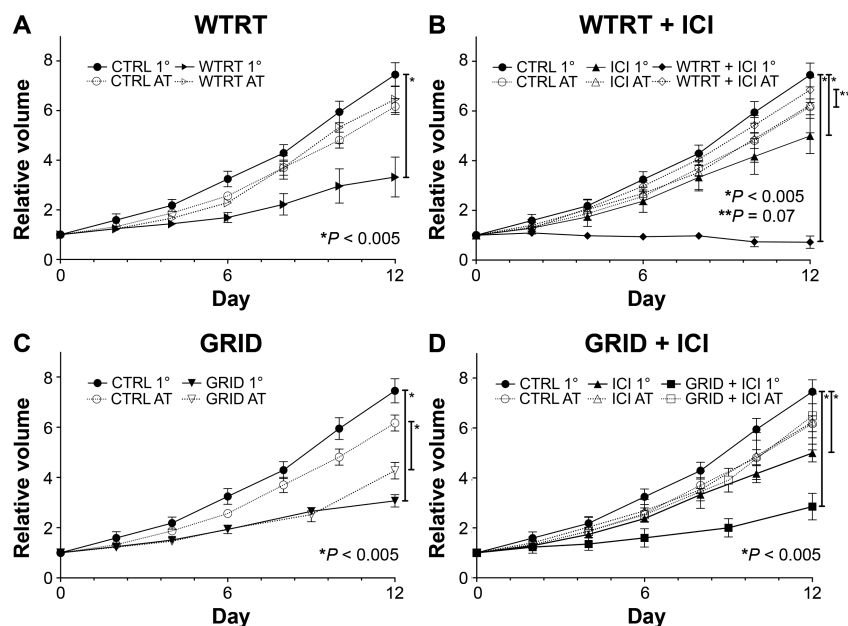 A
WTRT
Relative volume
8
6
4
2
0
CTRL 1° WTRT 1°
CTRL AT WTRT AT
*
*P < 0.005
0 6 12
Day
B
WTRT + ICI
Relative volume
8
6
4
2
0
CTRL 1° ICI 1° WTRT + ICI 1°
CTRL AT ICI AT WTRT + ICI AT
* *
**
*P < 0.005
**P = 0.07
0 6 12
Day
C
GRID
Relative volume
8
6
4
2
0
CTRL 1° GRID 1°
CTRL AT GRID AT
*
*
*P < 0.005
0 6 12
Day
D
GRID + ICI
Relative volume
8
6
4
2
0
CTRL 1° ICI 1° GRID + ICI 1°
CTRL AT ICI AT GRID + ICI AT
* *
*P < 0.005
0 6 12
Day